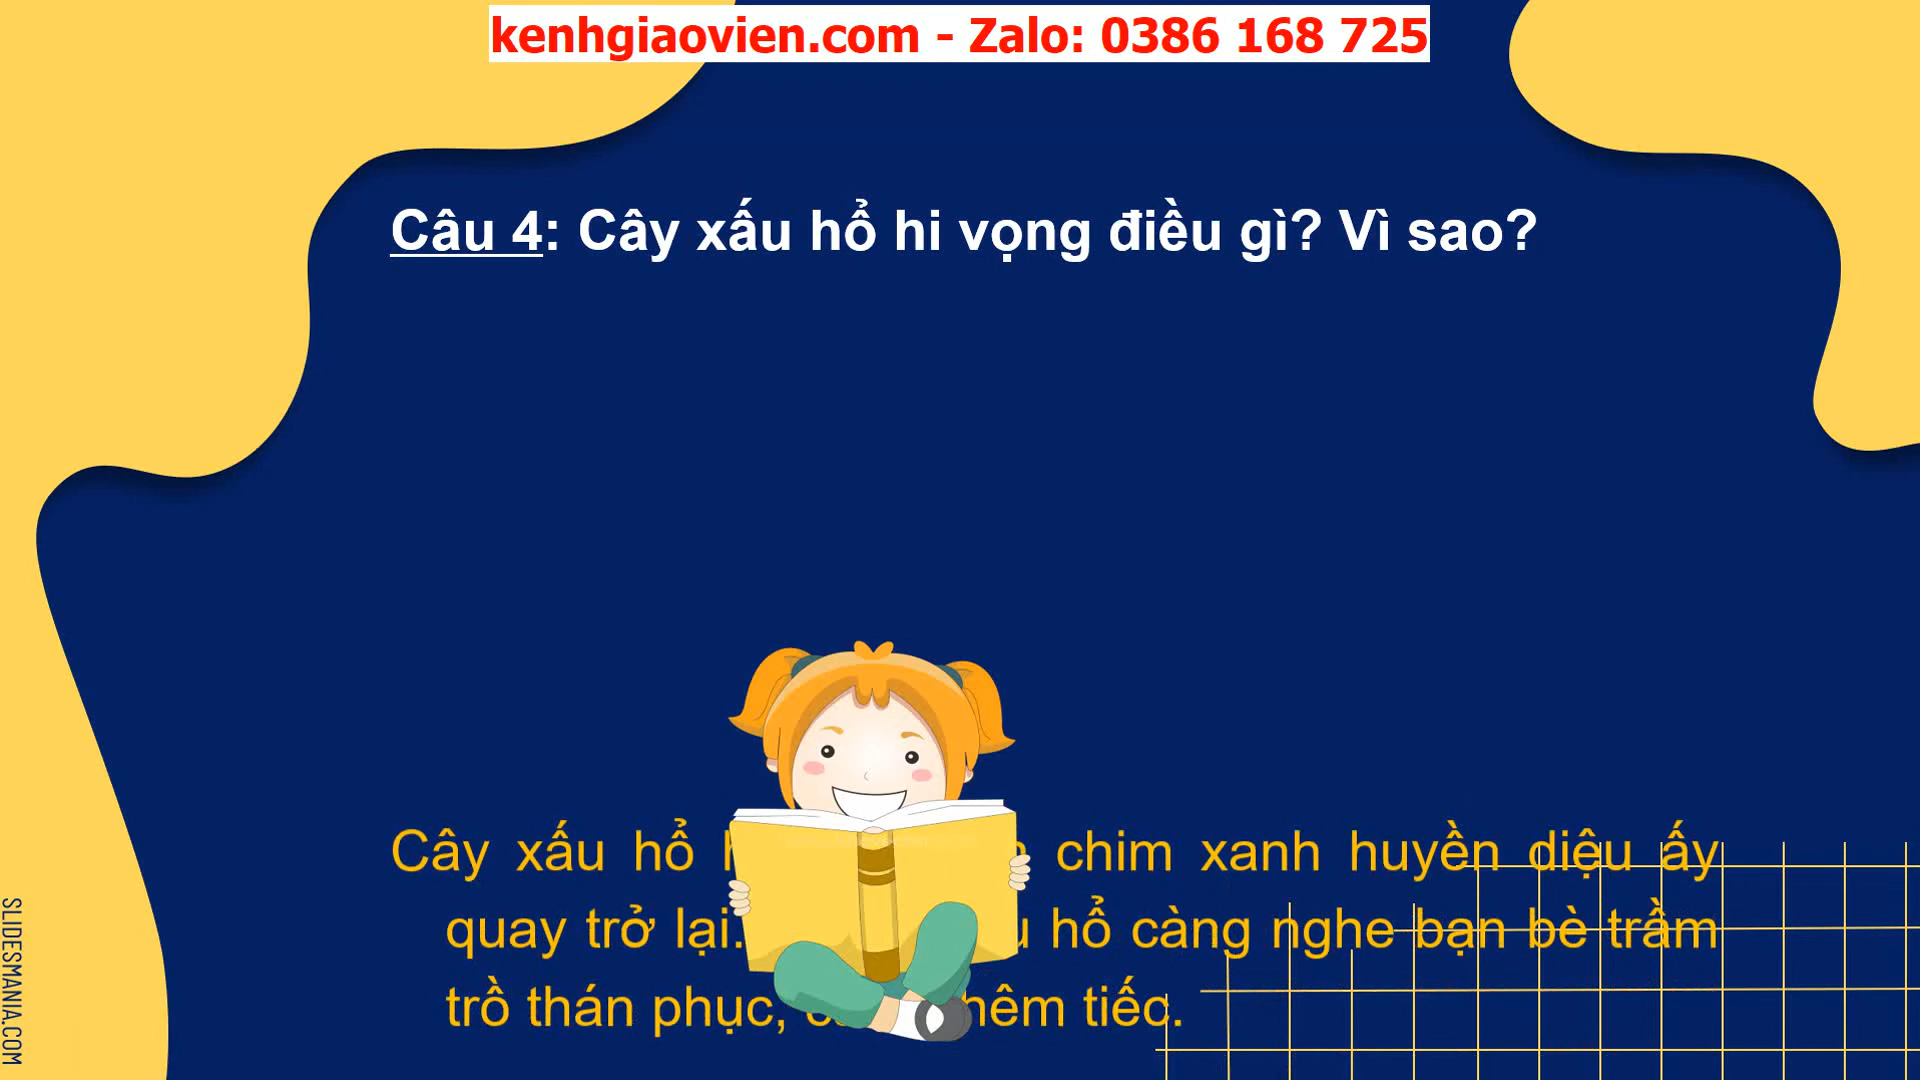 kenhgiaovien.com - Zalo: 0386 168 725
Câu 4: Cây xấu hổ hi vọng điều gì? Vì sao?
Cây xấu hổ chim xanh huyền diệu ấy
quay trở lại. hổ càng nghe bạn bè trầm
trồ thán phục, tiếc.
SLIDESMANIA.COM